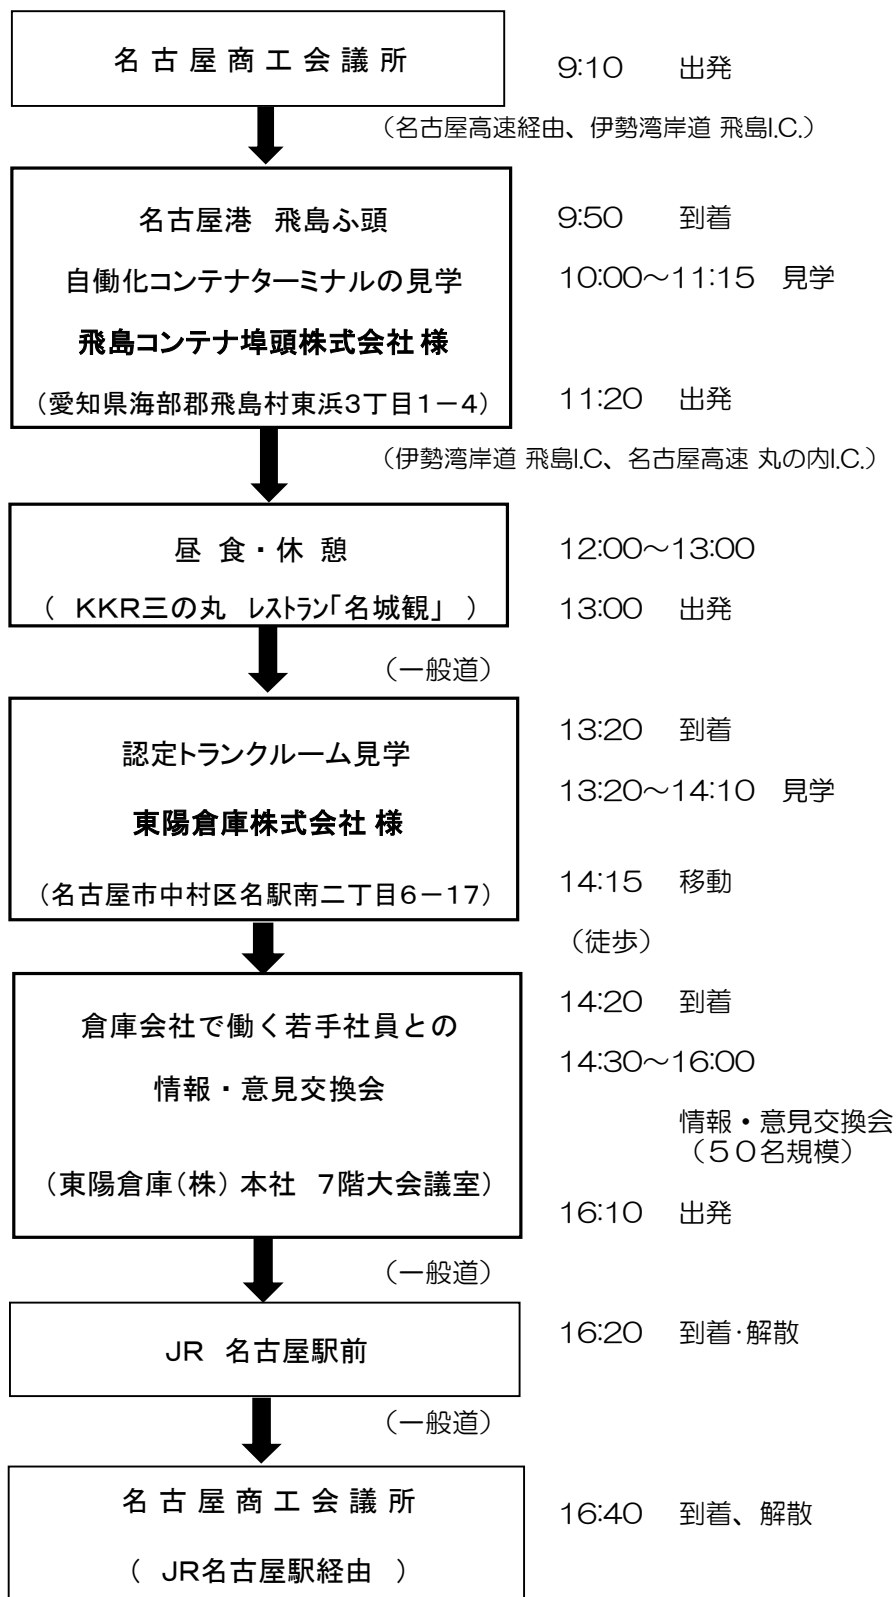 名古屋商工会議所
9:10 出発
（名古屋高速経由、伊勢湾岸道 飛島I.C.）
名古屋港 飛島ふ頭
9:50 到着
自働化コンテナターミナルの見学
10:00～11:15 見学
飛島コンテナ埠頭株式会社 様
（愛知県海部郡飛島村東浜3丁目1－4）
11:20 出発
（伊勢湾岸道 飛島I.C、名古屋高速 丸の内I.C.）
昼 食・休 憩
12:00～13:00
（ KKR三の丸 レストラン「名城観」 ）
13:00 出発
（一般道）
認定トランクルーム見学
13:20 到着
13:20～14:10 見学
東陽倉庫株式会社 様
（名古屋市中村区名駅南二丁目6－17）
14:15 移動
（徒歩）
倉庫会社で働く若手社員との
14:20 到着
情報・意見交換会
14:30～16:00
情報・意見交換会
（５０名規模）
（東陽倉庫（株） 本社 7階大会議室）
16:10 出発
（一般道）
JR 名古屋駅前
16:20 到着・解散
（一般道）
名古屋商工会議所
16:40 到着、解散
（ JR名古屋駅経由 ）